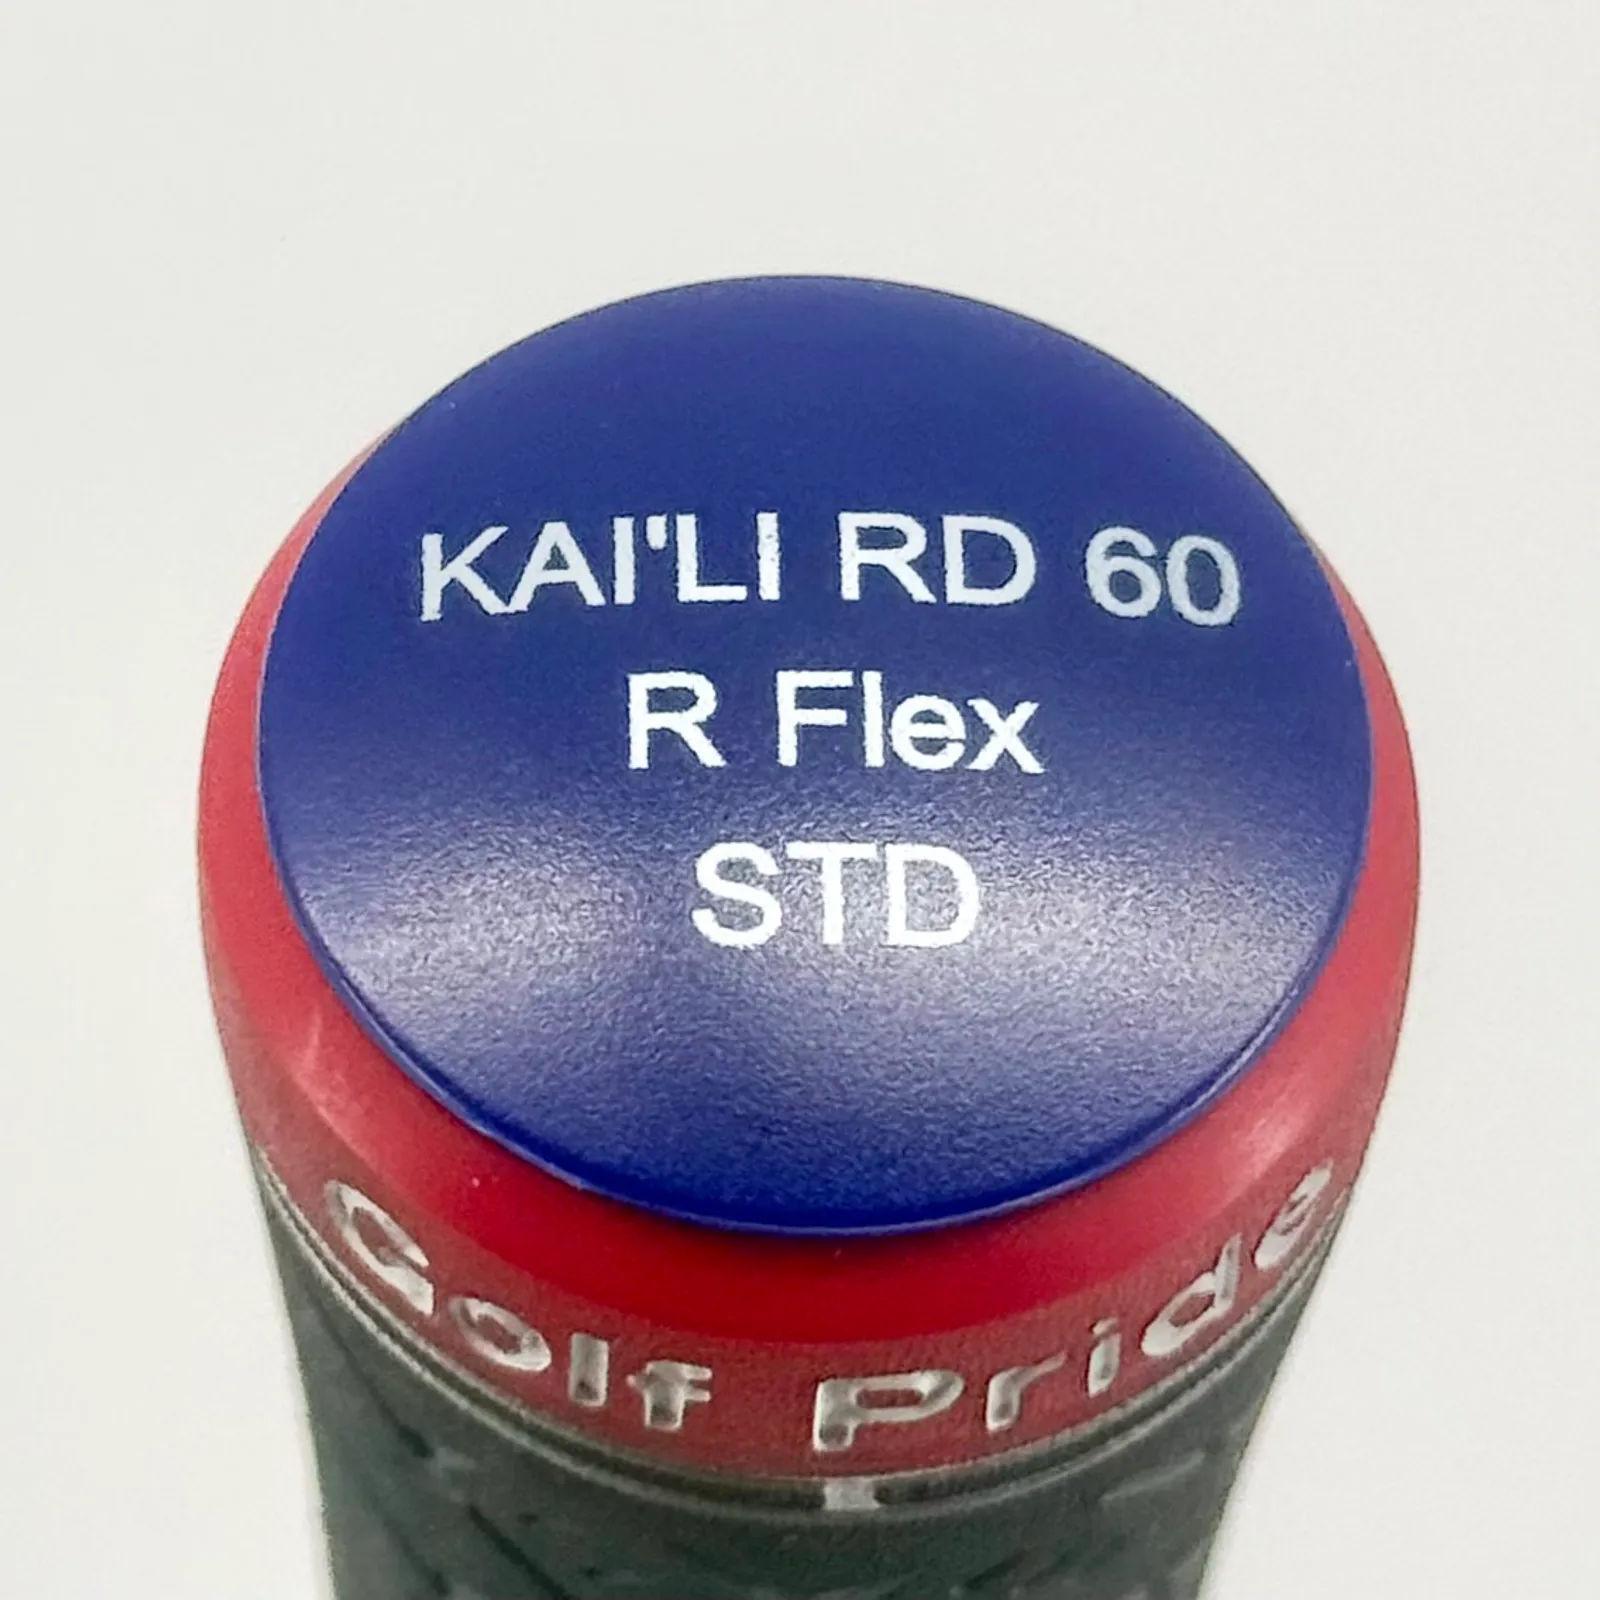 KAI'LI RD 60
R Flex
STD
Golf Pride